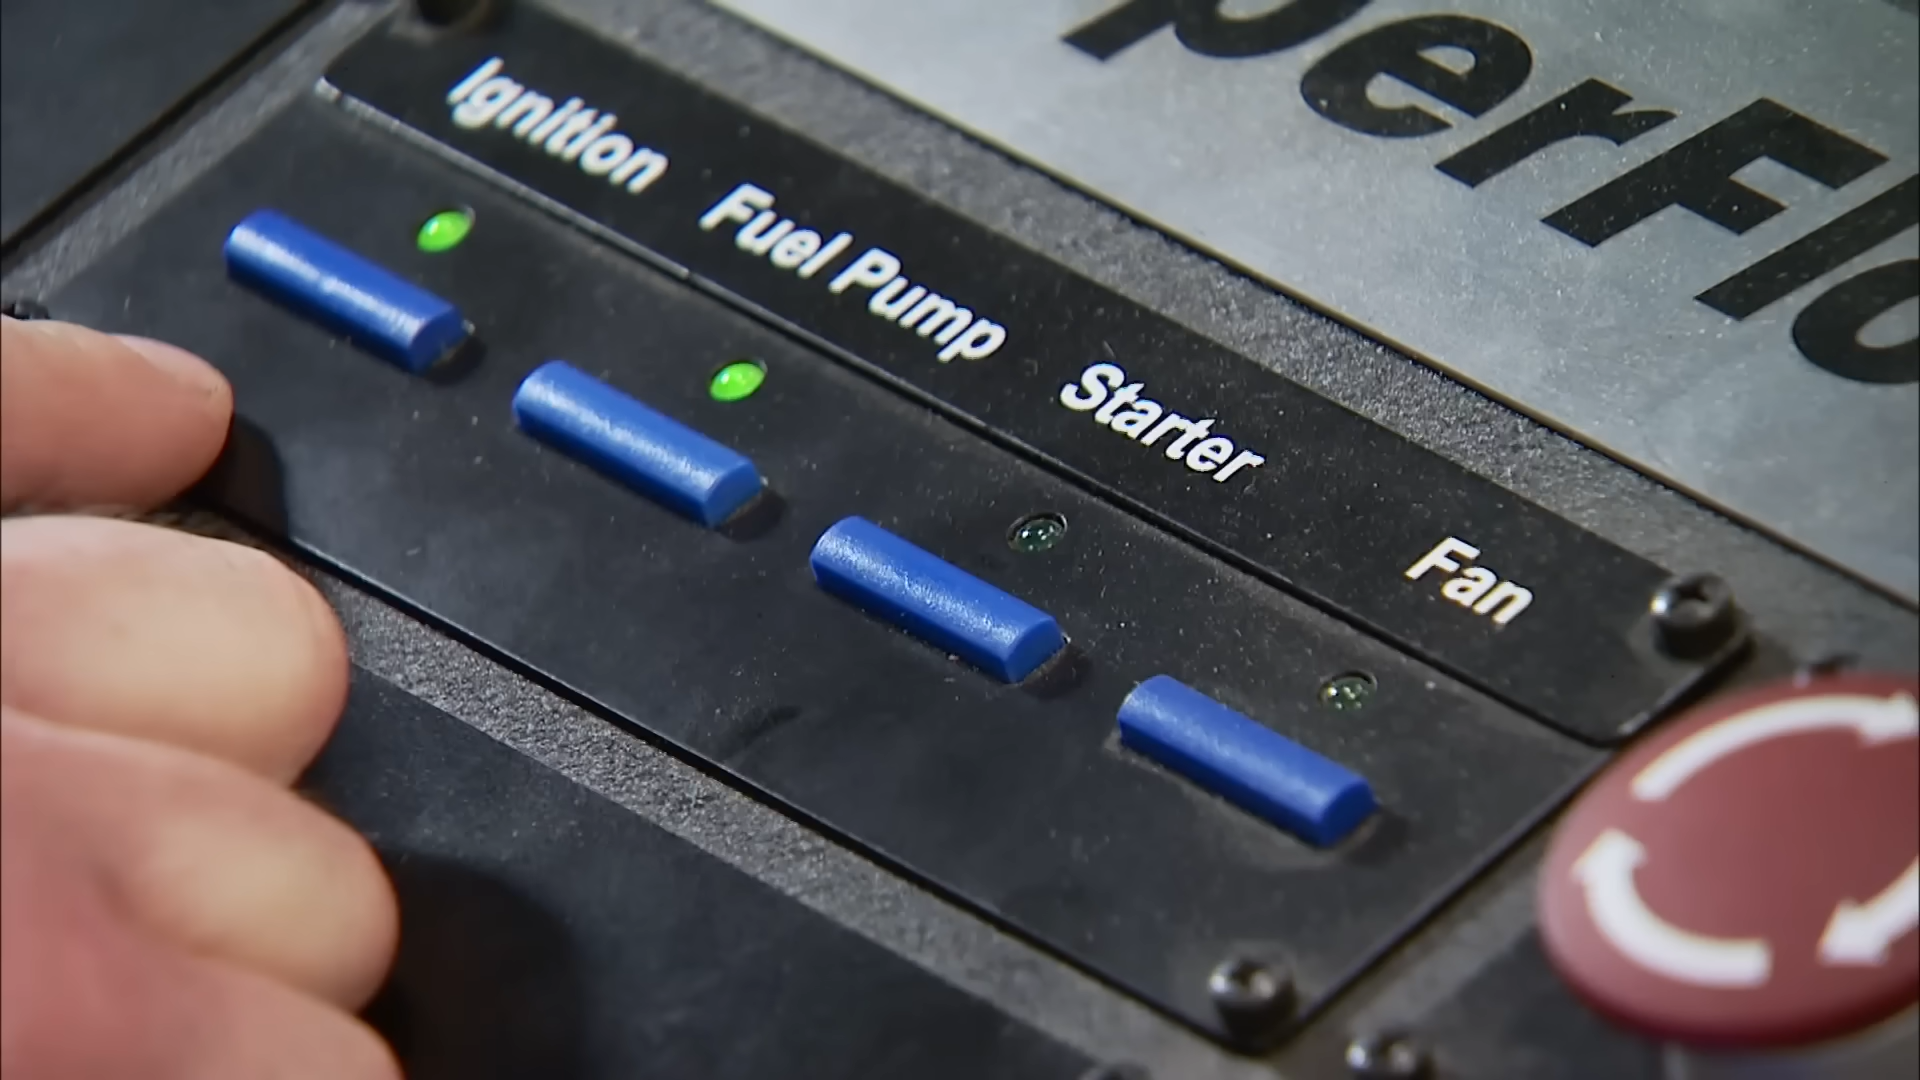 perFlo
Ignition
Fuel Pump
Starter
Fan